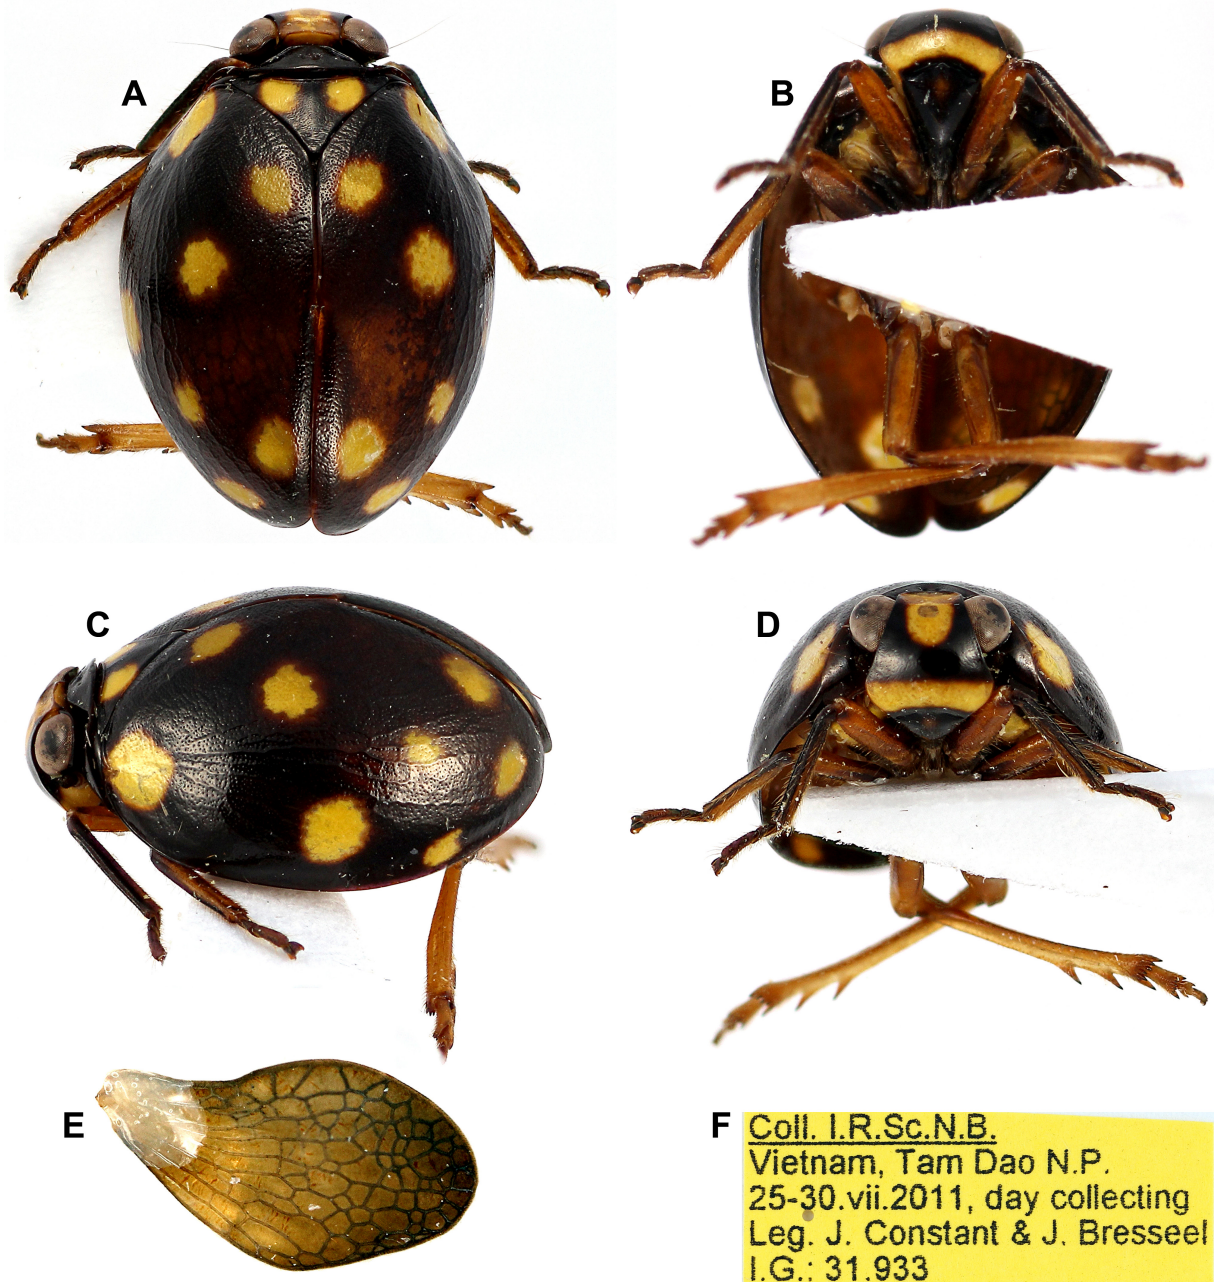 A
B
C
D
E
F
Coll. I.R.Sc.N.B.
Vietnam, Tam Dao N.P.
25-30.vii.2011, day collecting
Leg. J. Constant & J. Bresseel
I.G.: 31.933